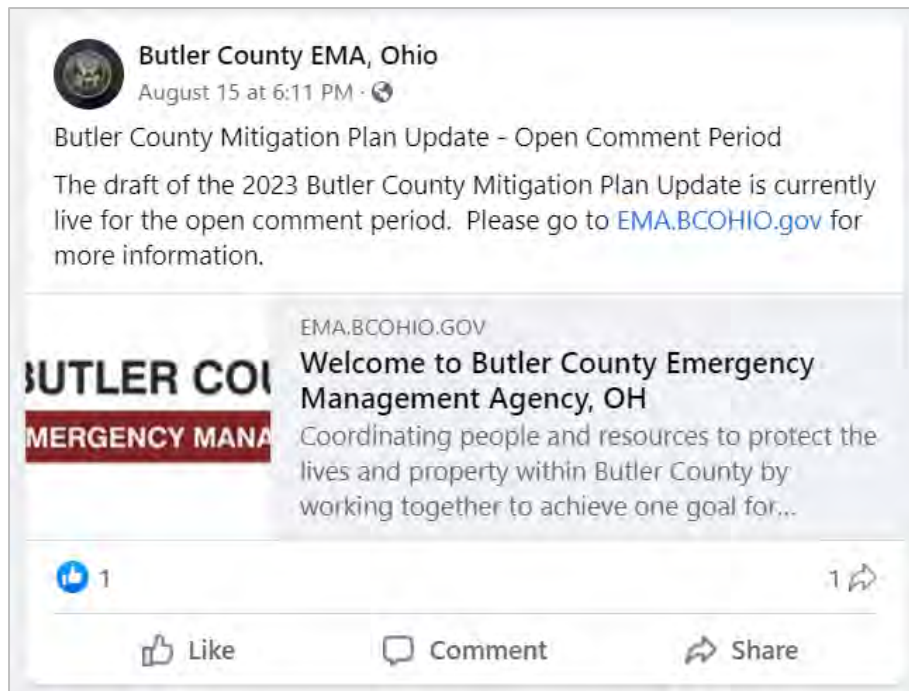 Butler County EMA, Ohio
August 15 at 6:11 PM ·
Butler County Mitigation Plan Update - Open Comment Period
The draft of the 2023 Butler County Mitigation Plan Update is currently
live for the open comment period. Please go to EMA.BCOHIO.gov for
more information.
BUTLER COU
MERGENCY MANA
EMA.BCOHIO.GOV
Welcome to Butler County Emergency
Management Agency, OH
Coordinating people and resources to protect the
lives and property within Butler County by
working together to achieve one goal for...
1
1
Like Comment Share